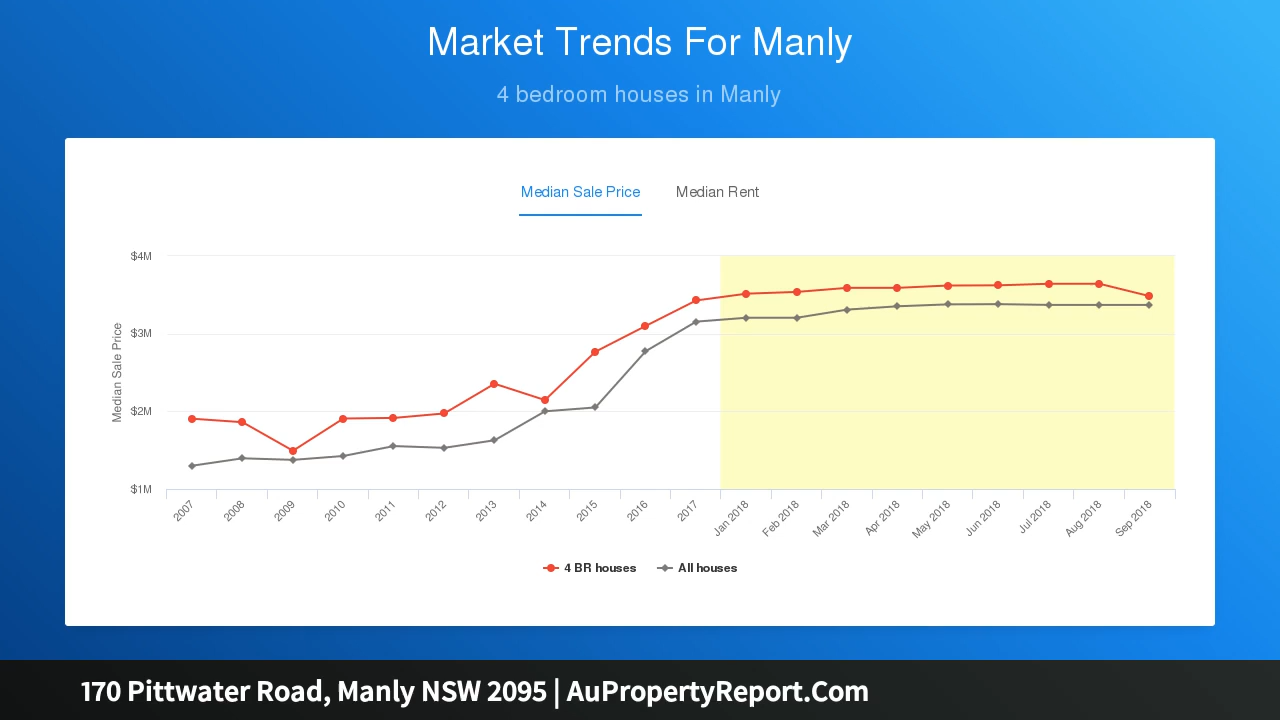 Market Trends For Manly
4 bedroom houses in Manly
Median Sale Price Median Rent
$4M
$3M
$2M
$1M
Median Sale Price
2007 2008 2009 2010 2011 2012 2013 2014 2015 2016 2017 Jan 2018 Feb 2018 Mar 2018 Apr 2018 May 2018 Jun 2018 Jul 2018 Aug 2018 Sep 2018
4 BR houses All houses
170 Pittwater Road, Manly NSW 2095 | AuPropertyReport.Com